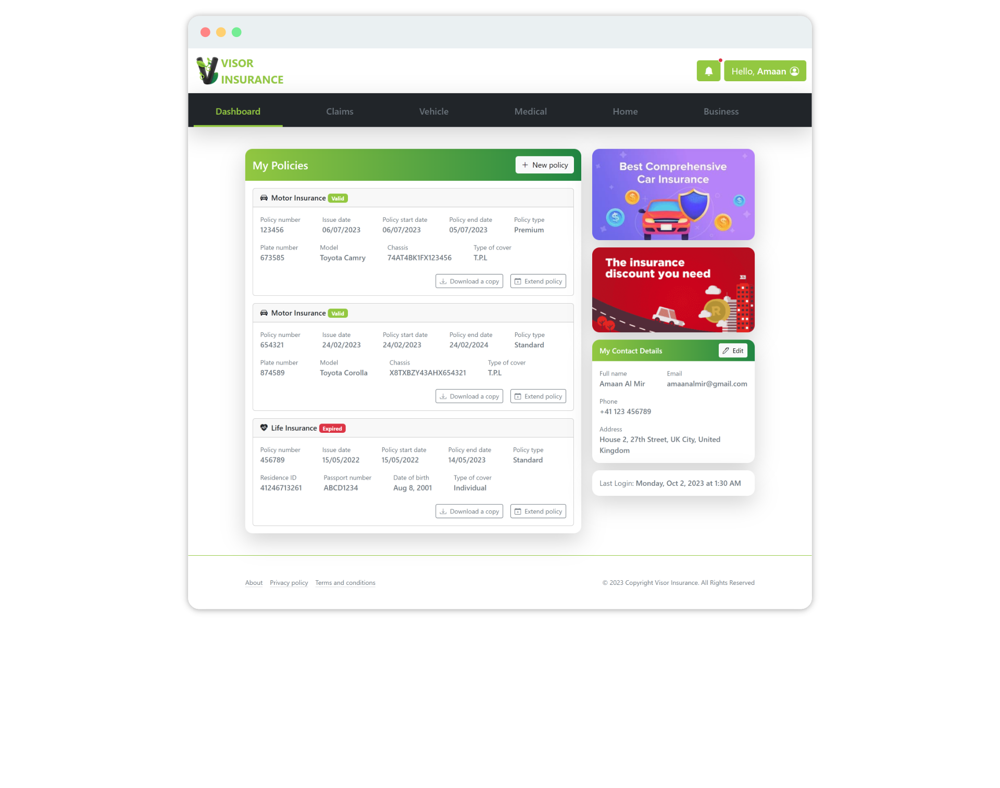 VISOR
INSURANCE
Hello, Amaan
Dashboard Claims Vehicle Medical Home Business
My Policies
New policy
Motor Insurance Valid
Policy number Issue date Policy start date Policy end date Policy type
123456 06/07/2023 06/07/2023 05/07/2023 Premium
Plate number Model Chassis Type of cover
673585 Toyota Camry 74AT4BK1FX123456 T.P.L
Download a copy Extend policy
Motor Insurance Valid
Policy number Issue date Policy start date Policy end date Policy type
654321 24/02/2023 24/02/2023 24/02/2024 Standard
Plate number Model Chassis Type of cover
874589 Toyota Corolla X8TXBZY43AHX654321 T.P.L
Download a copy Extend policy
Life Insurance Expired
Policy number Issue date Policy start date Policy end date Policy type
456789 15/05/2022 15/05/2022 14/05/2023 Standard
Residence ID Passport number Date of birth Type of cover
41246713261 ABCD1234 Aug 8, 2001 Individual
Download a copy Extend policy
Best Comprehensive
Car Insurance
The insurance
discount you need
R
My Contact Details Edit
Full name Email
Amaan Al Mir amaanalmir@gmail.com
Phone
+41 123 456789
Address
House 2, 27th Street, UK City, United
Kingdom
Last Login: Monday, Oct 2, 2023 at 1:30 AM
About Privacy policy Terms and conditions
© 2023 Copyright Visor Insurance. All Rights Reserved